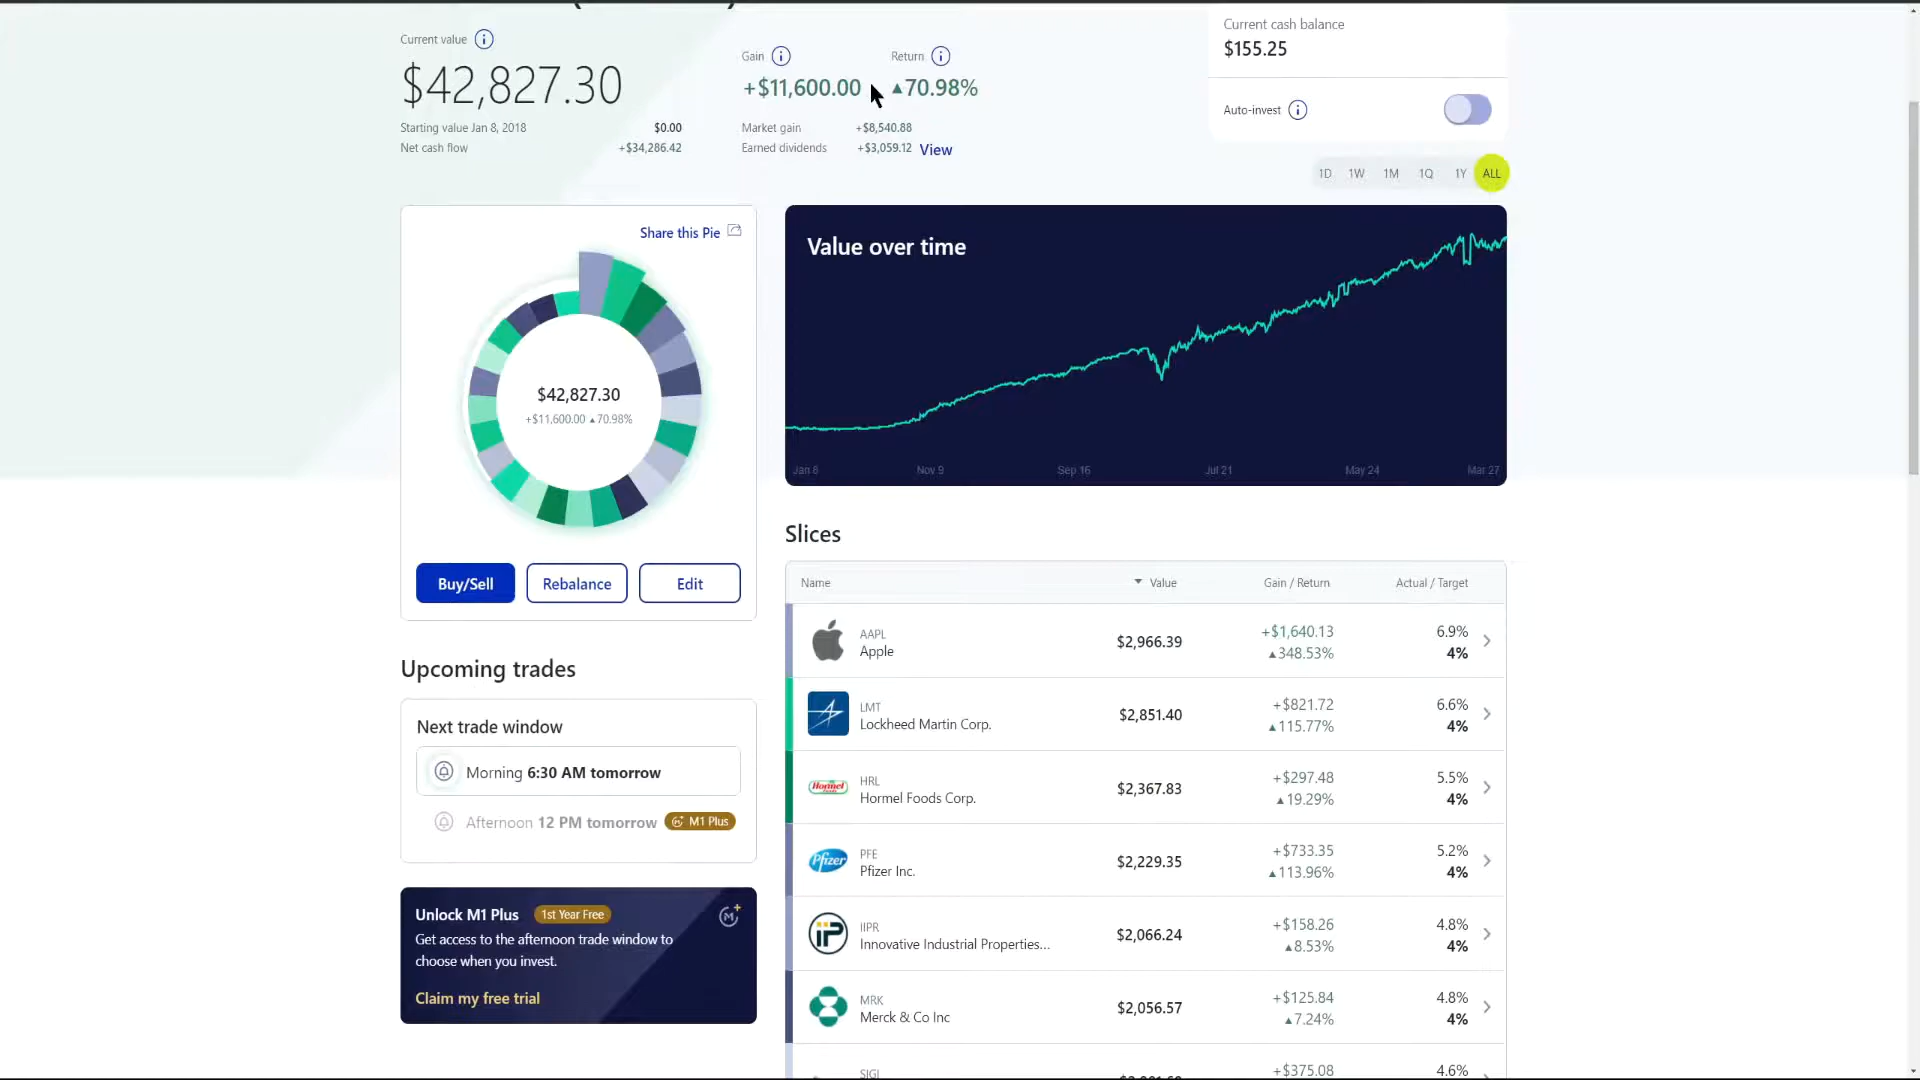 Current value
$42,827.30
Starting value Jan 8, 2018 $0.00
Net cash flow +$34,286.42
Gain Return
+$11,600.00 ▲70.98%
Market gain +$8,540.88
Earned dividends +$3,059.12 View
Current cash balance
$155.25
Auto-invest
1D 1W 1M 1Q 1Y ALL
Share this Pie
$42,827.30
+$11,600.00 ▲70.98%
Buy/Sell Rebalance Edit
Value over time
Jan 8 Nov 9 Sep 16 Jul 21 May 24 Mar 27
Upcoming trades
Next trade window
Morning 6:30 AM tomorrow
Afternoon 12 PM tomorrow M1 Plus
Unlock M1 Plus 1st Year Free
Get access to the afternoon trade window to
choose when you invest.
Claim my free trial
Slices
Name Value Gain / Return Actual / Target
AAPL
Apple
$2,966.39
+$1,640.13
▲348.53%
6.9%
4%
LMT
Lockheed Martin Corp.
$2,851.40
+$821.72
▲115.77%
6.6%
4%
Hormel
HRL
Hormel Foods Corp.
$2,367.83
+$297.48
▲19.29%
5.5%
4%
Pfizer
PFE
Pfizer Inc.
$2,229.35
+$733.35
▲113.96%
5.2%
4%
IIPR
Innovative Industrial Properties...
$2,066.24
+$158.26
▲8.53%
4.8%
4%
MRK
Merck & Co Inc
$2,056.57
+$125.84
▲7.24%
4.8%
4%
SIGI
+$375.08
4.6%